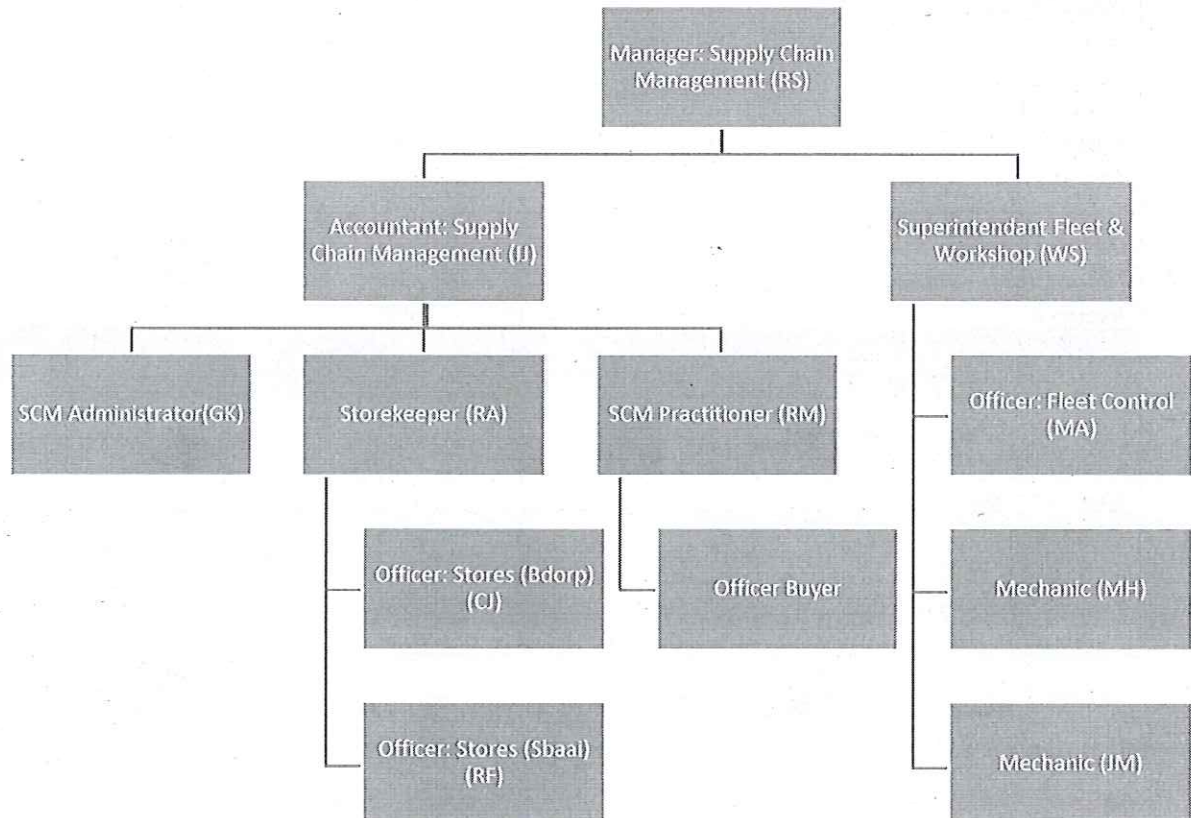 Manager: Supply Chain
Management (RS)
Accountant: Supply
Chain Management (JJ)
Superintendant Fleet &
Workshop (WS)
SCM Administrator(GK)
Storekeeper (RA)
SCM Practitioner (RM)
Officer: Fleet Control
(MA)
Officer: Stores (Bdorp)
(CJ)
Officer Buyer
Mechanic (MH)
Officer: Stores (Sbaai)
(RF)
Mechanic (JM)